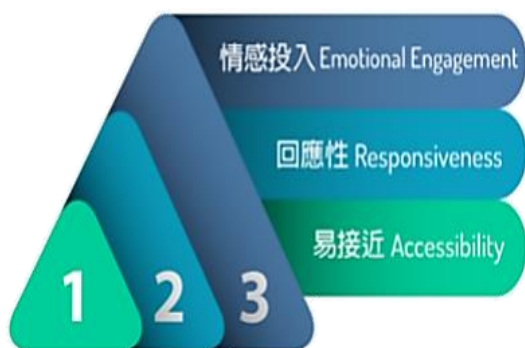 情感投入 Emotional Engagement
回應性 Responsiveness
易接近 Accessibility
1 2 3